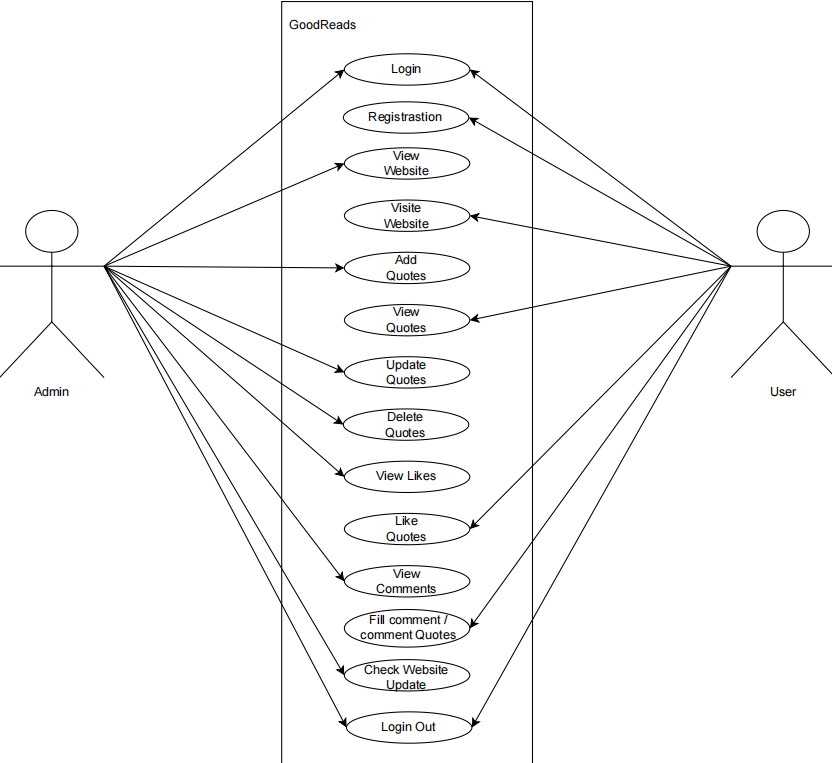 GoodReads
Login
Registrastion
View
Website
Visite
Website
Add
Quotes
View
Quotes
Update
Quotes
Delete
Quotes
View Likes
Like
Quotes
View
Comments
Fill comment /
comment Quotes
Check Website
Update
Login Out
Admin
User